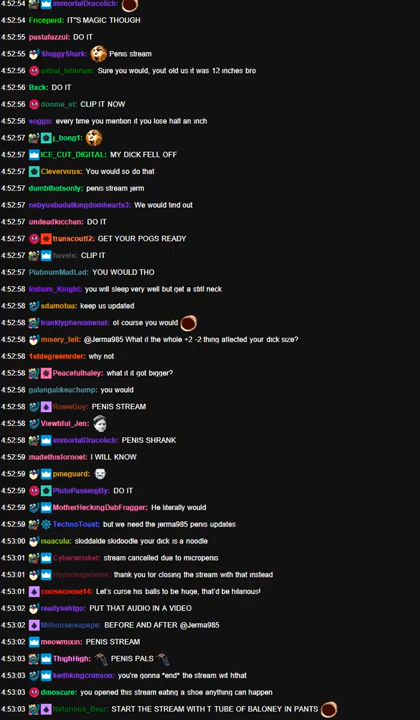 4:52:54 immortalDracolich:
4:52:54 Friceperd: IT"S MAGIC THOUGH
4:52:55 pastafazzul: DO IT
4:52:55 ShiggyShark: Penis stream
4:52:56 Sure you would, yout old us it was 12 inches bro
4:52:56 Bxck: DO IT
4:52:56 donnie_st: CLIP IT NOW
4:52:56 soggu: every time you mention it you lose half an inch
4:52:57 j_bong1:
4:52:57 ICE_CUT_DIGITAL: MY DICK FELL OFF
4:52:57 Clevervirus: You would so do that
4:52:57 dumbthotsonly: penis stream jerm
4:52:57 nebyusbadatkingdomhearts3: We would find out
4:52:57 undeadkicchan: DO IT
4:52:57 transcout12: GET YOUR POGS READY
4:52:57 havels: CLIP IT
4:52:57 PlatinumMadLad: YOU WOULD THO
4:52:58 Iridium_Knight: you will sleep very well but get a stiff neck
4:52:58 sitamotua: keep us updated
4:52:58 franklyphenomenal: of course you would
4:52:58 misery_fell: @Jerma985 What if the whole +2 -2 thing affected your dick size?
4:52:58 1stdegreemrder: why not
4:52:58 Peacefulhaley: what if it got bigger?
4:52:58 galangalikeachamp: you would
4:52:58 RoweGuy: PENIS STREAM
4:52:58 Viewtiful_Jen:
4:52:58 immortalDracolich: PENIS SHRANK
4:52:59 madethisfornoel: I WILL KNOW
4:52:59 pineguard:
4:52:59 PlutoPassingBy: DO IT
4:52:59 MotherHeckingDabFrugger: He literally would
4:52:59 TechnoToust: but we need the jerma985 penis updates
4:53:00 isaacula: skiddalde skidoodle your dick is a noodle
4:53:01 Cyberwrisket: stream cancelled due to micropenis
4:53:01 Hypnosigenesis: thank you for closing the stream with that instead
4:53:01 coosecoose14: Let's curse his balls to be huge, that'd be hilarious!
4:53:02 readysehtgo: PUT THAT AUDIO IN A VIDEO
4:53:02 Milhouseisapepe: BEFORE AND AFTER @Jerma985
4:53:02 meowmixin: PENIS STREAM
4:53:03 ThighHigh: PENIS PALS
4:53:03 keithkingcrimson: you're gonna *end* the stream wit hthat
4:53:03 dinoscure: you opened this stream eating a shoe anything can happen
4:53:03 Nefarious_Bear: START THE STREAM WITH T TUBE OF BALONEY IN PANTS